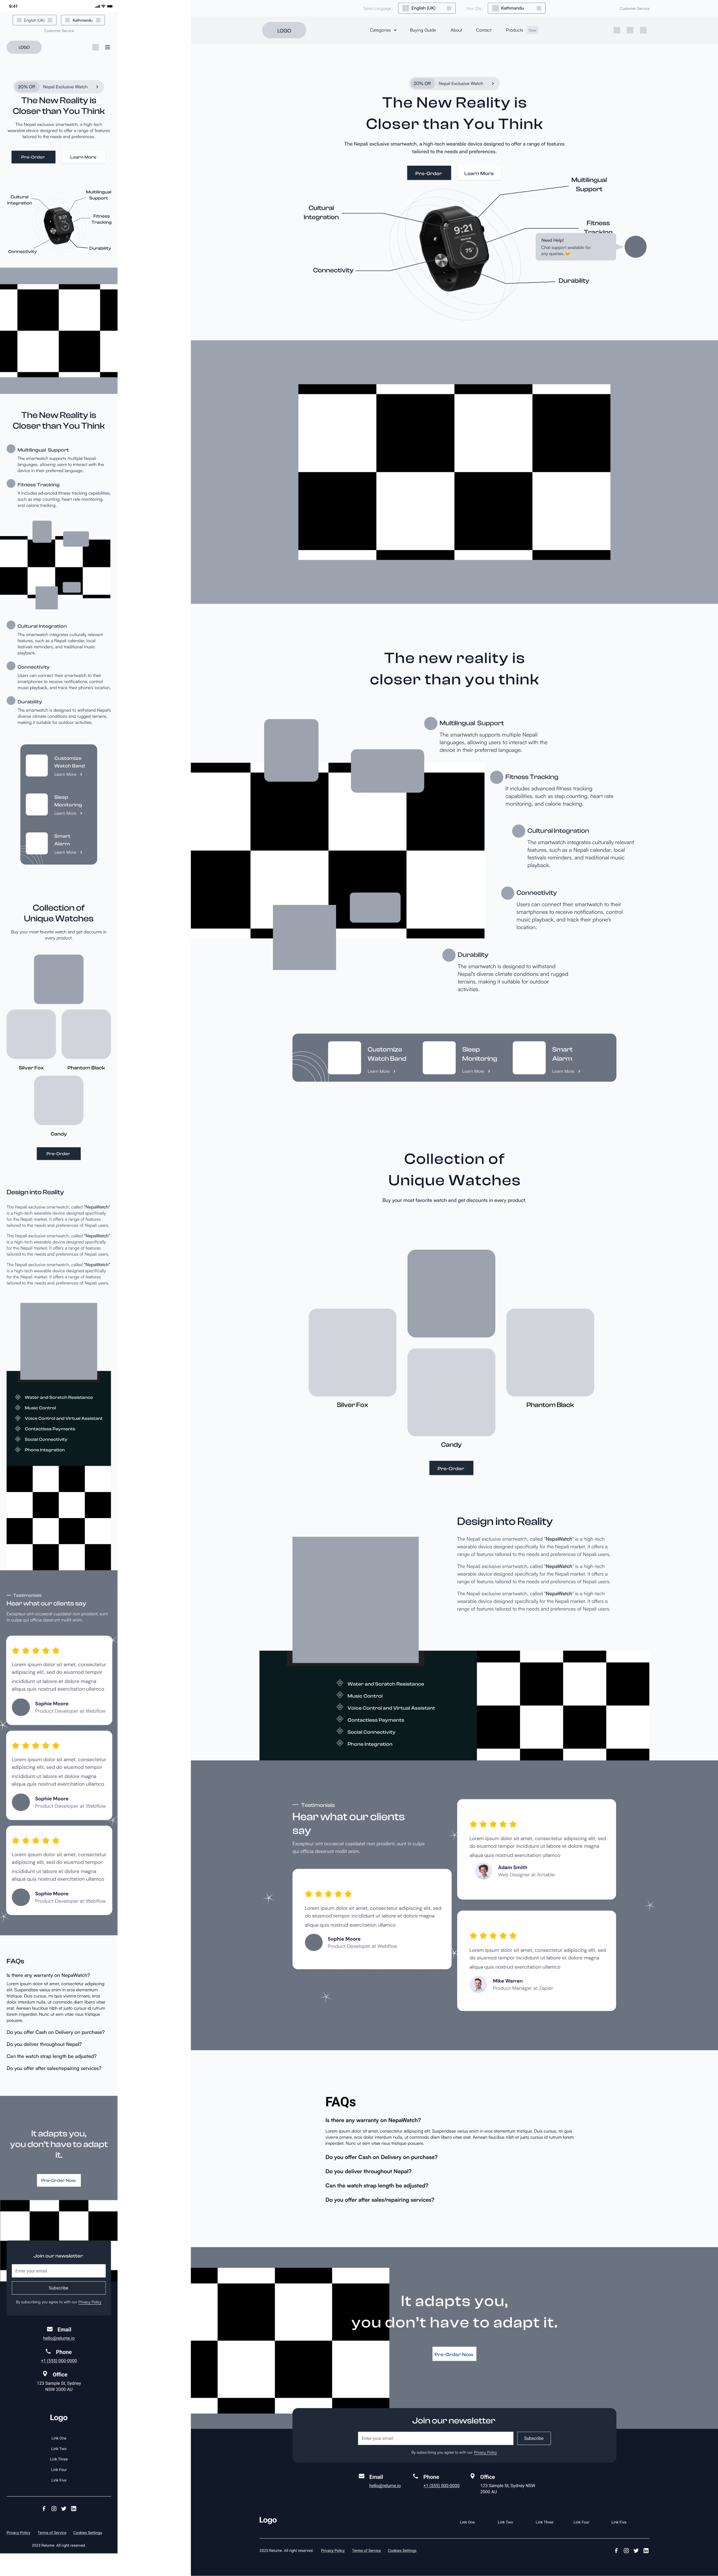 9:41
English (UK)
Kathmandu
Customer Service
LOGO
20% Off
Nepal Exclusive Watch
The New Reality is
Closer than You Think
The Nepali exclusive smartwatch, a high-tech
wearable device designed to offer a range of features
tailored to the needs and preferences.
Pre-Order
Learn More
Cultural
Integration
Multilingual
Support
Fitness
Tracking
Connectivity
Durability
The New Reality is
Closer than You Think
Multilingual Support
The smartwatch supports multiple Nepali
languages, allowing users to interact with the
device in their preferred language.
Fitness Tracking
It includes advanced fitness tracking capabilities,
such as step counting, heart rate monitoring,
and calorie tracking.
Cultural Integration
The smartwatch integrates culturally relevant
features, such as a Nepali calendar, local
festivals reminders, and traditional music
playback.
Connectivity
Users can connect their smartwatch to their
smartphones to receive notifications, control
music playback, and track their phone's location.
Durability
The smartwatch is designed to withstand Nepal's
diverse climate conditions and rugged terrains,
making it suitable for outdoor activities.
Customize
Watch Band
Learn More
Sleep
Monitoring
Learn More
Smart
Alarm
Learn More
Collection of
Unique Watches
Buy your most favorite watch and get discounts in
every product.
Silver Fox
Phantom Black
Candy
Pre-Order
Design into Reality
The Nepali exclusive smartwatch, called "NepalWatch"
is a high-tech wearable device designed specifically
for the Nepali market. It offers a range of features
tailored to the needs and preferences of Nepali users.
The Nepali exclusive smartwatch, called "NepalWatch"
is a high-tech wearable device designed specifically
for the Nepali market. It offers a range of features
tailored to the needs and preferences of Nepali users.
The Nepali exclusive smartwatch, called "NepalWatch"
is a high-tech wearable device designed specifically
for the Nepali market. It offers a range of features
tailored to the needs and preferences of Nepali users.
Water and Scratch Resistance
Music Control
Voice Control and Virtual Assistant
Contactless Payments
Social Connectivity
Phone Integration
Testimonials
Hear what our clients say
Excepteur sint occaecat cupidatat non proident, sunt
in culpa qui officia deserunt mollit anim.
Lorem ipsum dolor sit amet, consectetur
adipiscing elit, sed do eiusmod tempor
incididunt ut labore et dolore magna
aliqua quis nostrud exercitation ullamco
Sophie Moore
Product Developer at Webflow
Lorem ipsum dolor sit amet, consectetur
adipiscing elit, sed do eiusmod tempor
incididunt ut labore et dolore magna
aliqua quis nostrud exercitation ullamco
Sophie Moore
Product Developer at Webflow
Lorem ipsum dolor sit amet, consectetur
adipiscing elit, sed do eiusmod tempor
incididunt ut labore et dolore magna
aliqua quis nostrud exercitation ullamco
Sophie Moore
Product Developer at Webflow
FAQs
Is there any warranty on NepaWatch?
Lorem ipsum dolor sit amet, consectetur adipiscing
elit. Suspendisse varius enim in eros elementum
tristique. Duis cursus, mi quis viverra ornare, eros
dolor interdum nulla, ut commodo diam libero vitae
erat. Aenean faucibus nibh et justo cursus id rutrum
lorem imperdiet. Nunc ut sem vitae risus tristique
posuere.
Do you offer Cash on Delivery on purchase?
Do you deliver throughout Nepal?
Can the watch strap length be adjusted?
Do you offer after sales/repairing services?
It adapts you,
you don't have to adapt
it.
Pre-Order Now
Join our newsletter
Enter your email
Subscribe
By subscribing you agree to with our Privacy Policy
Email
hello@relume.io
Phone
+1 (555) 000-0000
Office
123 Sample St, Sydney
NSW 2000 AU
Logo
Link One
Link Two
Link Three
Link Four
Link Five
Privacy Policy
Terms of Service
Cookies Settings
2023 Relume. All right reserved.
Select Language :
English (UK)
Your City :
Kathmandu
Customer Service
LOGO
Categories
Buying Guide
About
Contact
Products
New
20% Off
Nepal Exclusive Watch
The New Reality is
Closer than You Think
The Nepali exclusive smartwatch, a high-tech wearable device designed to offer a range of features
tailored to the needs and preferences.
Pre-Order
Learn More
Multilingual
Support
Cultural
Integration
9:21
75°
Fitness
Tracking
Need Help!
Chat support available for
any queries. 😊
Connectivity
Durability
The new reality is
closer than you think
Multilingual Support
The smartwatch supports multiple Nepali
languages, allowing users to interact with the
device in their preferred language.
Fitness Tracking
It includes advanced fitness tracking
capabilities, such as step counting, heart rate
monitoring, and calorie tracking.
Cultural Integration
The smartwatch integrates culturally relevant
features, such as a Nepali calendar, local
festivals reminders, and traditional music
playback.
Connectivity
Users can connect their smartwatch to their
smartphones to receive notifications, control
music playback, and track their phone's
location.
Durability
The smartwatch is designed to withstand
Nepal's diverse climate conditions and rugged
terrains, making it suitable for outdoor
activities.
Customize
Watch Band
Learn More
Sleep
Monitoring
Learn More
Smart
Alarm
Learn More
Collection of
Unique Watches
Buy your most favorite watch and get discounts in every product.
Silver Fox
Phantom Black
Candy
Pre-Order
Design into Reality
The Nepali exclusive smartwatch, called "NepalWatch" is a high-tech
wearable device designed specifically for the Nepali market. It offers a
range of features tailored to the needs and preferences of Nepali users.
The Nepali exclusive smartwatch, called "NepalWatch" is a high-tech
wearable device designed specifically for the Nepali market. It offers a
range of features tailored to the needs and preferences of Nepali users.
The Nepali exclusive smartwatch, called "NepalWatch" is a high-tech
wearable device designed specifically for the Nepali market. It offers a
range of features tailored to the needs and preferences of Nepali users.
Water and Scratch Resistance
Music Control
Voice Control and Virtual Assistant
Contactless Payments
Social Connectivity
Phone Integration
Testimonials
Hear what our clients
say
Excepteur sint occaecat cupidatat non proident, sunt in culpa
qui officia deserunt mollit anim.
Lorem ipsum dolor sit amet, consectetur adipiscing elit, sed
do eiusmod tempor incididunt ut labore et dolore magna
aliqua quis nostrud exercitation ullamco
Sophie Moore
Product Developer at Webflow
Lorem ipsum dolor sit amet, consectetur adipiscing elit, sed
do eiusmod tempor incididunt ut labore et dolore magna
aliqua quis nostrud exercitation ullamco
Adam Smith
Web Designer at Airtable
Lorem ipsum dolor sit amet, consectetur adipiscing elit, sed
do eiusmod tempor incididunt ut labore et dolore magna
aliqua quis nostrud exercitation ullamco
Mike Warren
Product Manager at Zapier
FAQs
Is there any warranty on NepaWatch?
Lorem ipsum dolor sit amet, consectetur adipiscing elit. Suspendisse varius enim in eros elementum tristique. Duis cursus, mi quis
viverra ornare, eros dolor interdum nulla, ut commodo diam libero vitae erat. Aenean faucibus nibh et justo cursus id rutrum lorem
imperdiet. Nunc ut sem vitae risus tristique posuere.
Do you offer Cash on Delivery on purchase?
Do you deliver throughout Nepal?
Can the watch strap length be adjusted?
Do you offer after sales/repairing services?
It adapts you,
you don't have to adapt it.
Pre-Order Now
Join our newsletter
Enter your email
Subscribe
By subscribing you agree to with our Privacy Policy
Email
hello@relume.io
Phone
+1 (555) 000-0000
Office
123 Sample St, Sydney NSW
2000 AU
Logo
Link One
Link Two
Link Three
Link Four
Link Five
2023 Relume. All right reserved.
Privacy Policy
Terms of Service
Cookies Settings